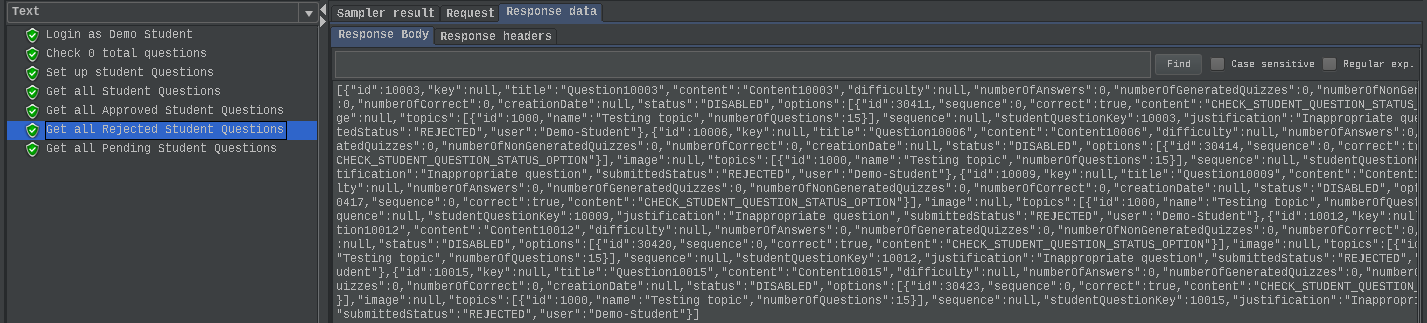 Text
Login as Demo Student
Check 0 total questions
Set up student Questions
Get all Student Questions
Get all Approved Student Questions
Get all Rejected Student Questions
Get all Pending Student Questions
Sampler result Request Response data
Response Body Response headers
Find Case sensitive Regular exp.
[{"id":10003,"key":null,"title":"Question10003","content":"Content10003","difficulty":null,"numberOfAnswers":0,"numberOfGeneratedQuizzes":0,"numberOfNonGener
:0,"numberOfCorrect":0,"creationDate":null,"status":"DISABLED","options":[{"id":30411,"sequence":0,"correct":true,"content":"CHECK_STUDENT_QUESTION_STATUS_
ge":null,"topics":[{"id":1000,"name":"Testing topic","numberOfQuestions":15}],"sequence":null,"studentQuestionKey":10003,"justification":"Inappropriate que
ttedStatus":"REJECTED","user":"Demo-Student"},{"id":10006,"key":null,"title":"Question10006","content":"Content10006","difficulty":null,"numberOfAnswers":0
atedQuizzes":0,"numberOfNonGeneratedQuizzes":0,"numberOfCorrect":0,"creationDate":null,"status":"DISABLED","options":[{"id":30414,"sequence":0,"correct":tr
CHECK_STUDENT_QUESTION_STATUS_OPTION"}],"image":null,"topics":[{"id":1000,"name":"Testing topic","numberOfQuestions":15}],"sequence":null,"studentQuestionK
tification":"Inappropriate question","submittedStatus":"REJECTED","user":"Demo-Student"},{"id":10009,"key":null,"title":"Question10009","content":"Content1
lty":null,"numberOfAnswers":0,"numberOfGeneratedQuizzes":0,"numberOfNonGeneratedQuizzes":0,"numberOfCorrect":0,"creationDate":null,"status":"DISABLED","opt
0417,"sequence":0,"correct":true,"content":"CHECK_STUDENT_QUESTION_STATUS_OPTION"}],"image":null,"topics":[{"id":1000,"name":"Testing topic","numberOfQuest
quence":null,"studentQuestionKey":10009,"justification":"Inappropriate question","submittedStatus":"REJECTED","user":"Demo-Student"},{"id":10012,"key":null
tion10012","content":"Content10012","difficulty":null,"numberOfAnswers":0,"numberOfGeneratedQuizzes":0,"numberOfNonGeneratedQuizzes":0,"numberOfCorrect":0,
:null,"status":"DISABLED","options":[{"id":30420,"sequence":0,"correct":true,"content":"CHECK_STUDENT_QUESTION_STATUS_OPTION"}],"image":null,"topics":[{"id
"Testing topic","numberOfQuestions":15}],"sequence":null,"studentQuestionKey":10012,"justification":"Inappropriate question","submittedStatus":"REJECTED","
udent"},{"id":10015,"key":null,"title":"Question10015","content":"Content10015","difficulty":null,"numberOfAnswers":0,"numberOfGeneratedQuizzes":0,"numberO
uizzes":0,"numberOfCorrect":0,"creationDate":null,"status":"DISABLED","options":[{"id":30423,"sequence":0,"correct":true,"content":"CHECK_STUDENT_QUESTION_
}],"image":null,"topics":[{"id":1000,"name":"Testing topic","numberOfQuestions":15}],"sequence":null,"studentQuestionKey":10015,"justification":"Inappropri
"submittedStatus":"REJECTED","user":"Demo-Student"}]